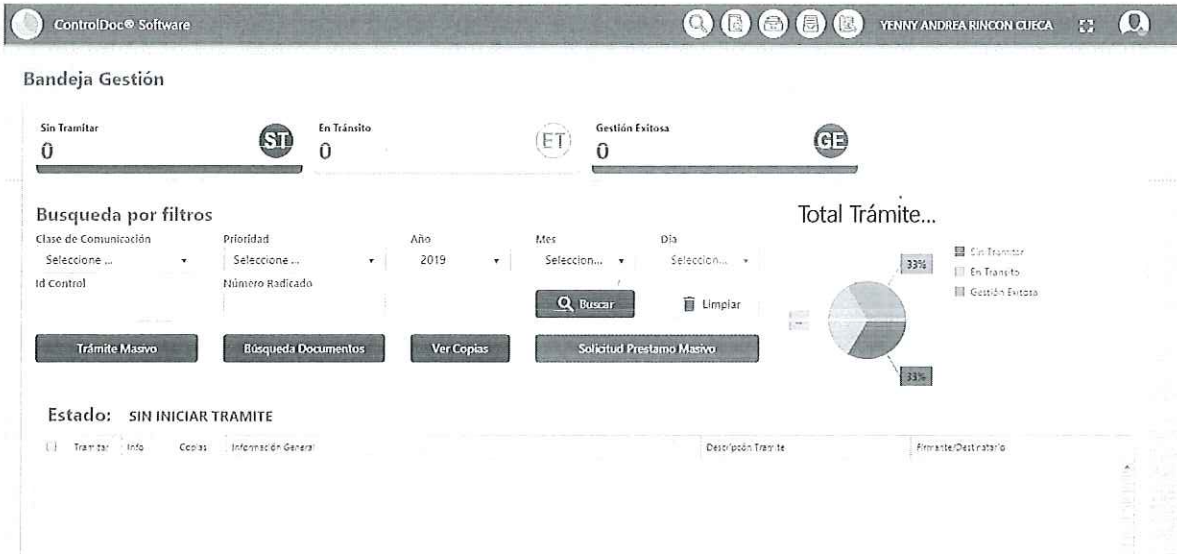 ControlDoc® Software
YENNY ANDREA RINCON CUECA
Bandeja Gestión
Sin Tramitar
0
ST
En Tránsito
0
ET
Gestión Exitosa
0
GE
Busqueda por filtros
Clase de Comunicación
Seleccione ...
Prioridad
Seleccione ...
Año
2019
Mes
Seleccion...
Día
Seleccion...
Id Control
Número Radicado
Buscar
Limpiar
Trámite Masivo
Búsqueda Documentos
Ver Copias
Solicitud Prestamo Masivo
Total Trámite...
33%
33%
Sin Tramitar
En Transito
Gestión Exitosa
Estado: SIN INICIAR TRAMITE
Tramitar
Info
Copias
Información General
Descripción Tramite
Firmante/Destinatario